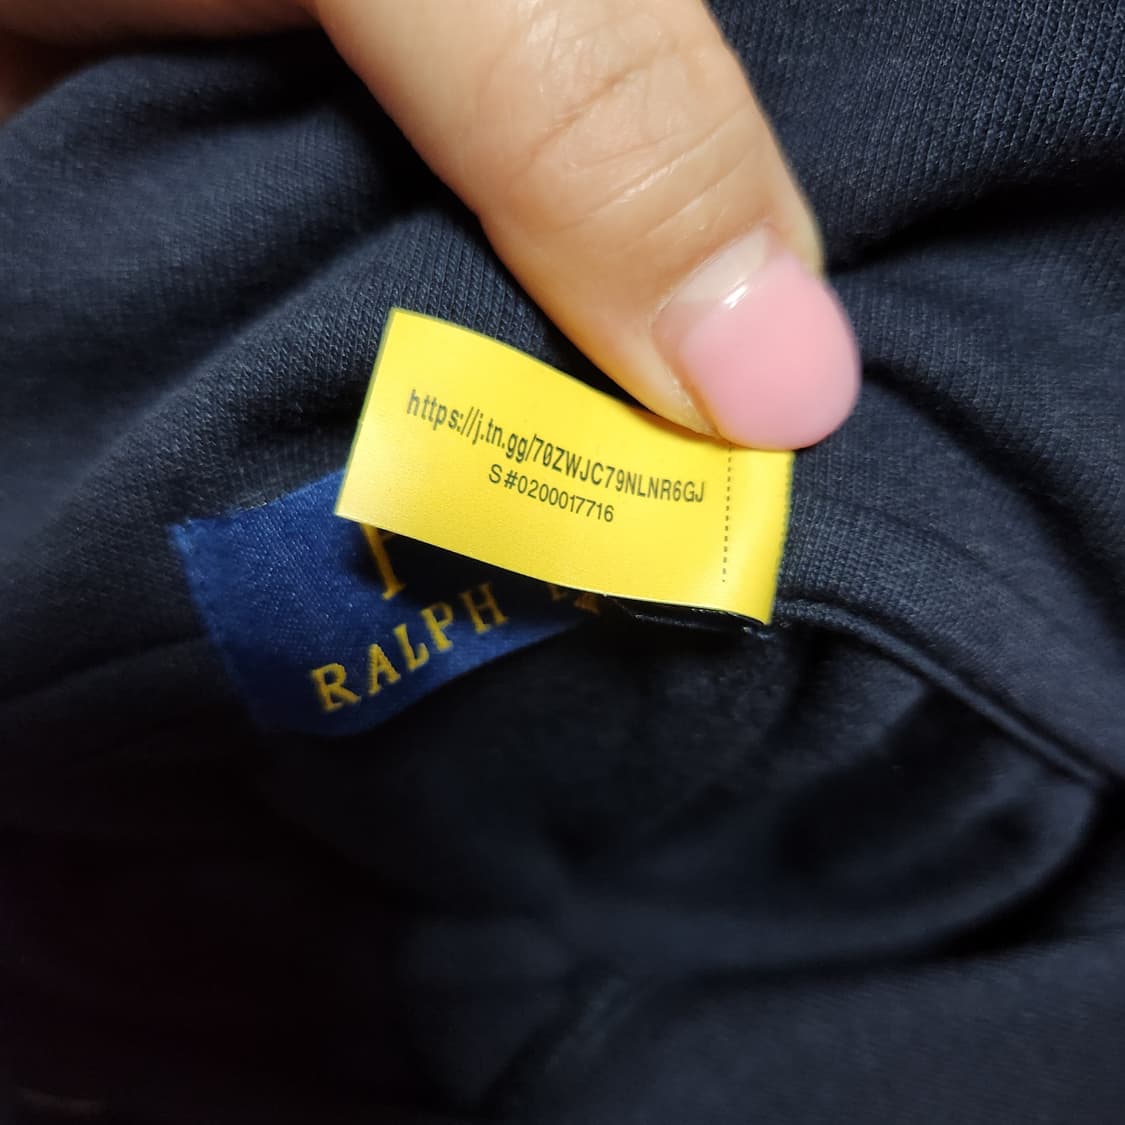 https://j.tn.gg/70ZWJC79NLNR6GJ
S#0200017716
RALPH